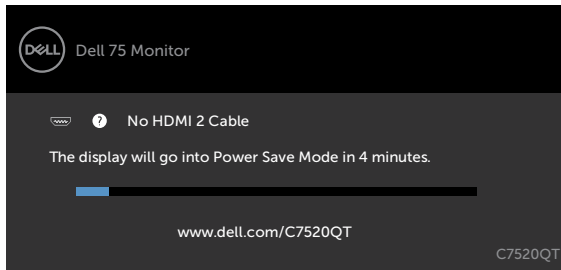 DELL Dell 75 Monitor
? No HDMI 2 Cable
The display will go into Power Save Mode in 4 minutes.
www.dell.com/C7520QT
C7520QT